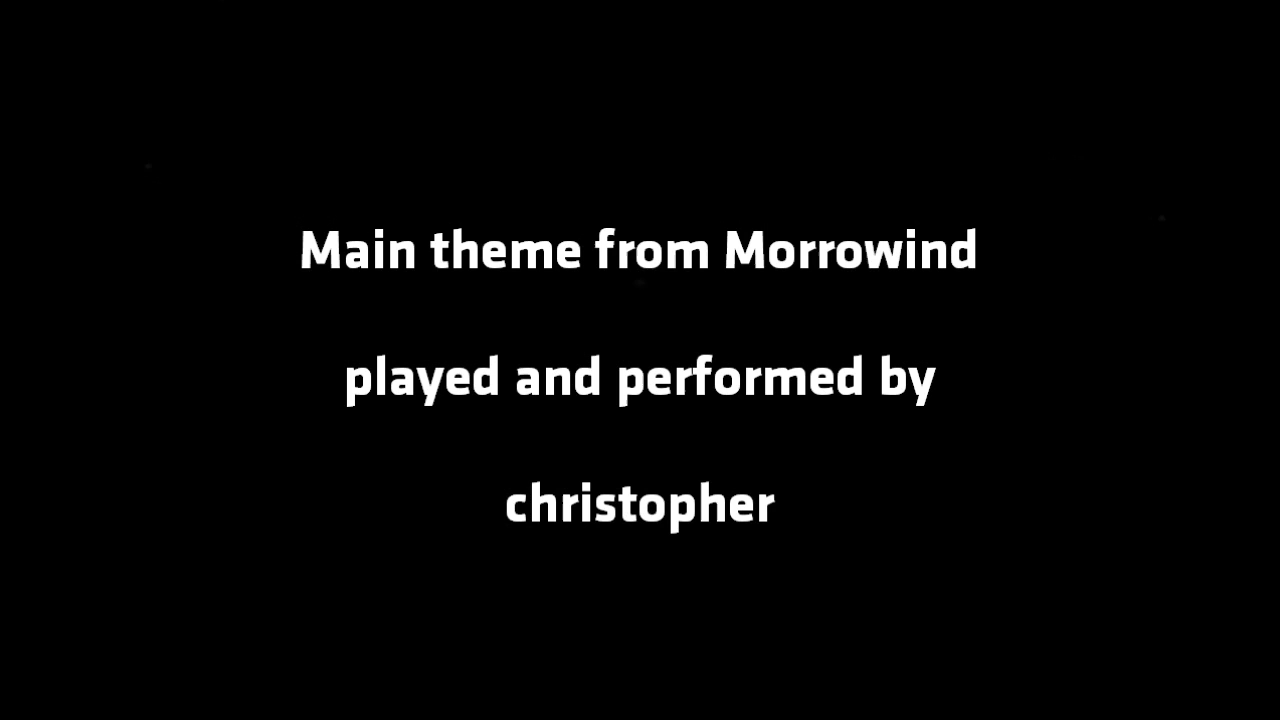 Main theme from Morrowind
played and performed by
christopher